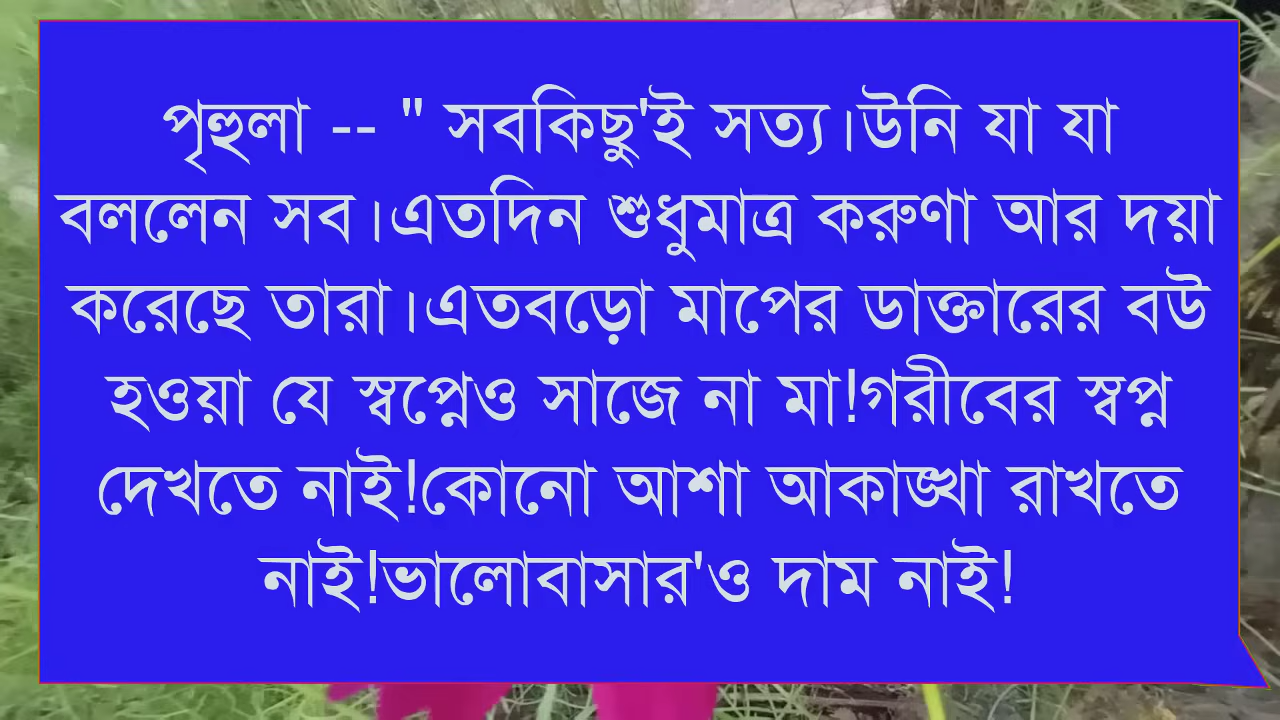 পৃহুলা -- " সবকিছু'ই সত্য।উনি যা যা
বললেন সব।এতদিন শুধুমাত্র করুণা আর দয়া
করেছে তারা।এতবড়ো মাপের ডাক্তারের বউ
হওয়া যে স্বপ্নেও সাজে না মা!গরীবের স্বপ্ন
দেখতে নাই!কোনো আশা আকাঙ্খা রাখতে
নাই!ভালোবাসার'ও দাম নাই!